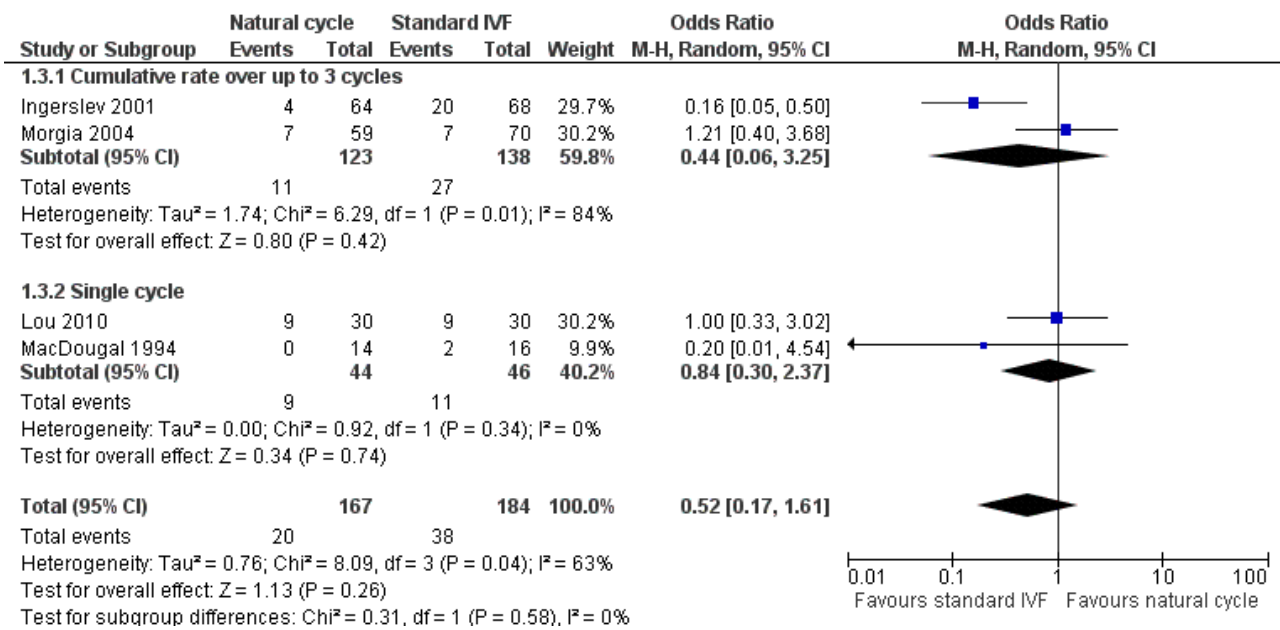 Natural cycle Standard IVF Odds Ratio Odds Ratio
Study or Subgroup Events Total Events Total Weight M-H, Random, 95% CI M-H, Random, 95% CI
1.3.1 Cumulative rate over up to 3 cycles
Ingerslev 2001 4 64 20 68 29.7% 0.16 [0.05, 0.50]
Morgia 2004 7 59 7 70 30.2% 1.21 [0.40, 3.68]
Subtotal (95% CI) 123 138 59.8% 0.44 [0.06, 3.25]
Total events 11 27
Heterogeneity: Tau² = 1.74; Chi² = 6.29, df = 1 (P = 0.01); I² = 84%
Test for overall effect: Z = 0.80 (P = 0.42)
1.3.2 Single cycle
Lou 2010 9 30 9 30 30.2% 1.00 [0.33, 3.02]
MacDougal 1994 0 14 2 16 9.9% 0.20 [0.01, 4.54]
Subtotal (95% CI) 44 46 40.2% 0.84 [0.30, 2.37]
Total events 9 11
Heterogeneity: Tau² = 0.00; Chi² = 0.92, df = 1 (P = 0.34); I² = 0%
Test for overall effect: Z = 0.34 (P = 0.74)
Total (95% CI) 167 184 100.0% 0.52 [0.17, 1.61]
Total events 20 38
Heterogeneity: Tau² = 0.76; Chi² = 8.09, df = 3 (P = 0.04); I² = 63%
Test for overall effect: Z = 1.13 (P = 0.26)
Test for subgroup differences: Chi² = 0.31, df = 1 (P = 0.58), I² = 0%
0.01 0.1 1 10 100
Favours standard IVF Favours natural cycle